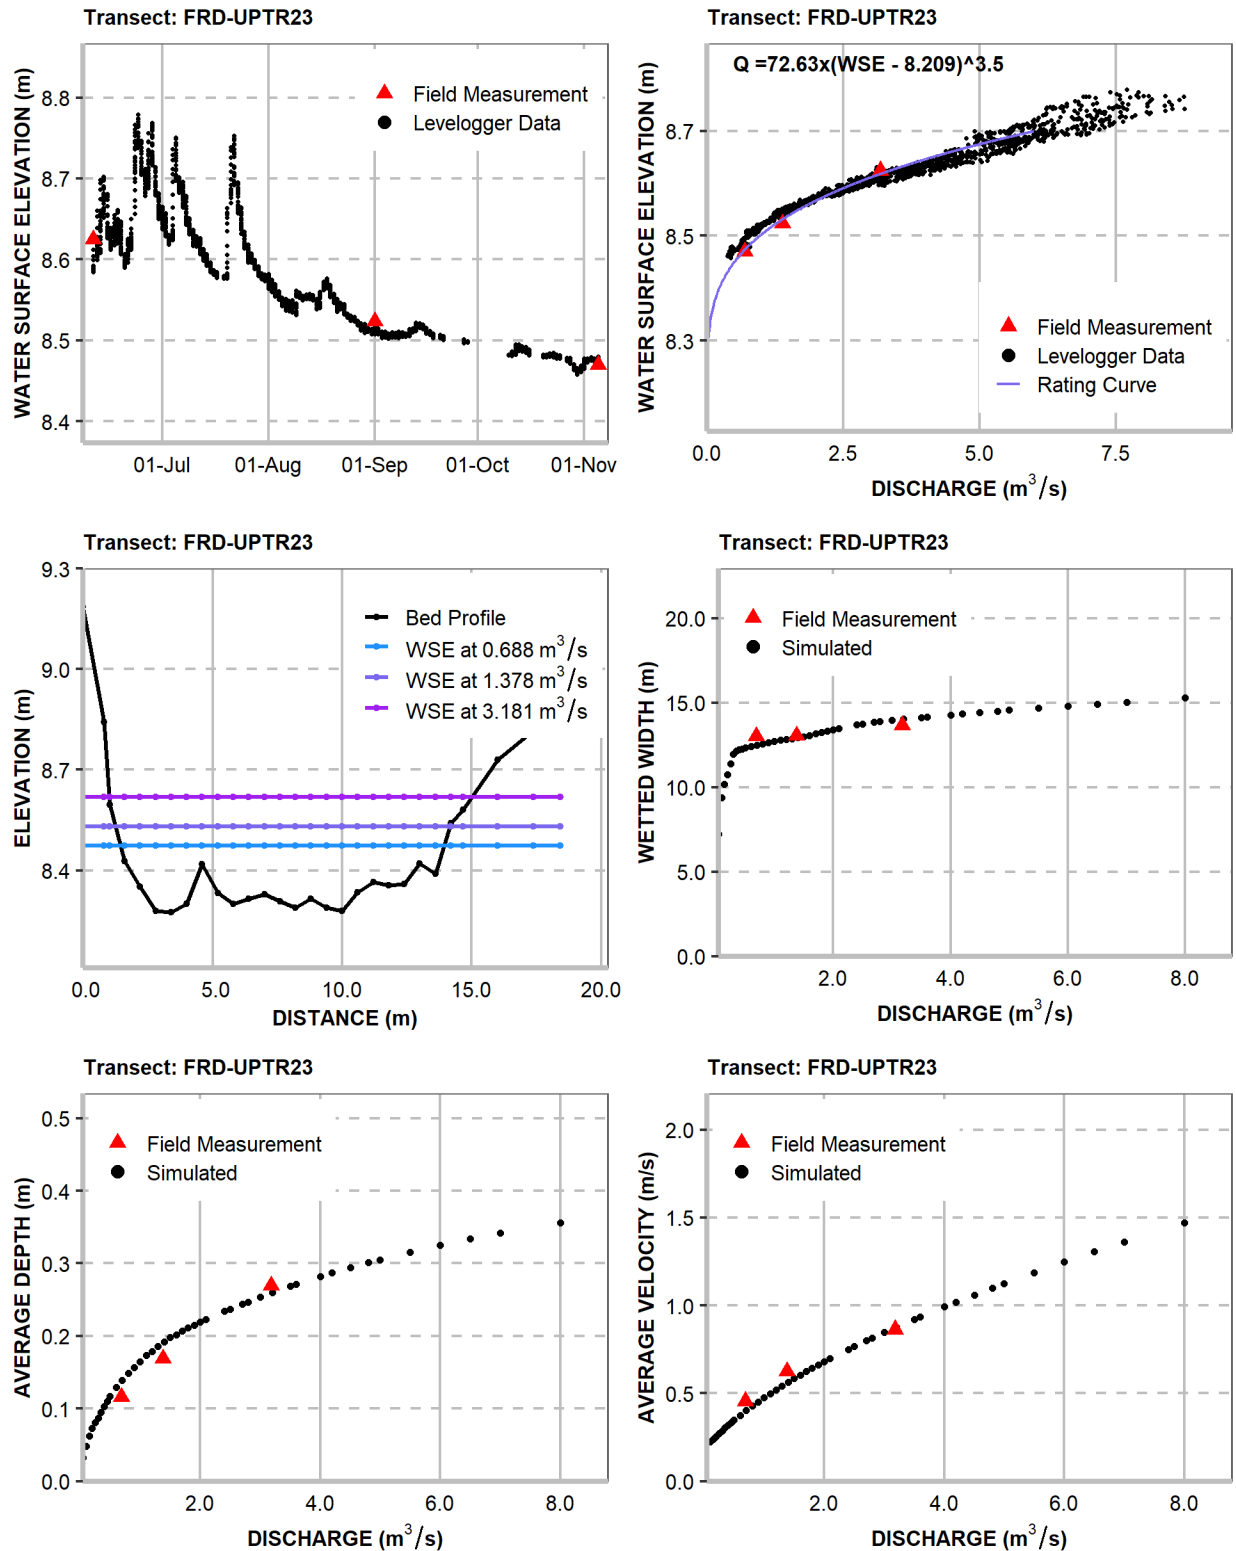 Transect: FRD-UPTR23
WATER SURFACE ELEVATION (m)
8.8
8.7
8.6
8.5
8.4
Field Measurement
Levelogger Data
01-Jul
01-Aug
01-Sep
01-Oct
01-Nov
Transect: FRD-UPTR23
Q =72.63x(WSE - 8.209)^3.5
WATER SURFACE ELEVATION (m)
8.7
8.5
8.3
Field Measurement
Levelogger Data
Rating Curve
0.0
2.5
5.0
7.5
DISCHARGE (m³/s)
Transect: FRD-UPTR23
ELEVATION (m)
9.3
9.0
8.7
8.4
Bed Profile
WSE at 0.688 m³/s
WSE at 1.378 m³/s
WSE at 3.181 m³/s
0.0
5.0
10.0
15.0
20.0
DISTANCE (m)
Transect: FRD-UPTR23
WETTED WIDTH (m)
20.0
15.0
10.0
5.0
0.0
Field Measurement
Simulated
2.0
4.0
6.0
8.0
DISCHARGE (m³/s)
Transect: FRD-UPTR23
AVERAGE DEPTH (m)
0.5
0.4
0.3
0.2
0.1
0.0
Field Measurement
Simulated
2.0
4.0
6.0
8.0
DISCHARGE (m³/s)
Transect: FRD-UPTR23
AVERAGE VELOCITY (m/s)
2.0
1.5
1.0
0.5
0.0
Field Measurement
Simulated
2.0
4.0
6.0
8.0
DISCHARGE (m³/s)